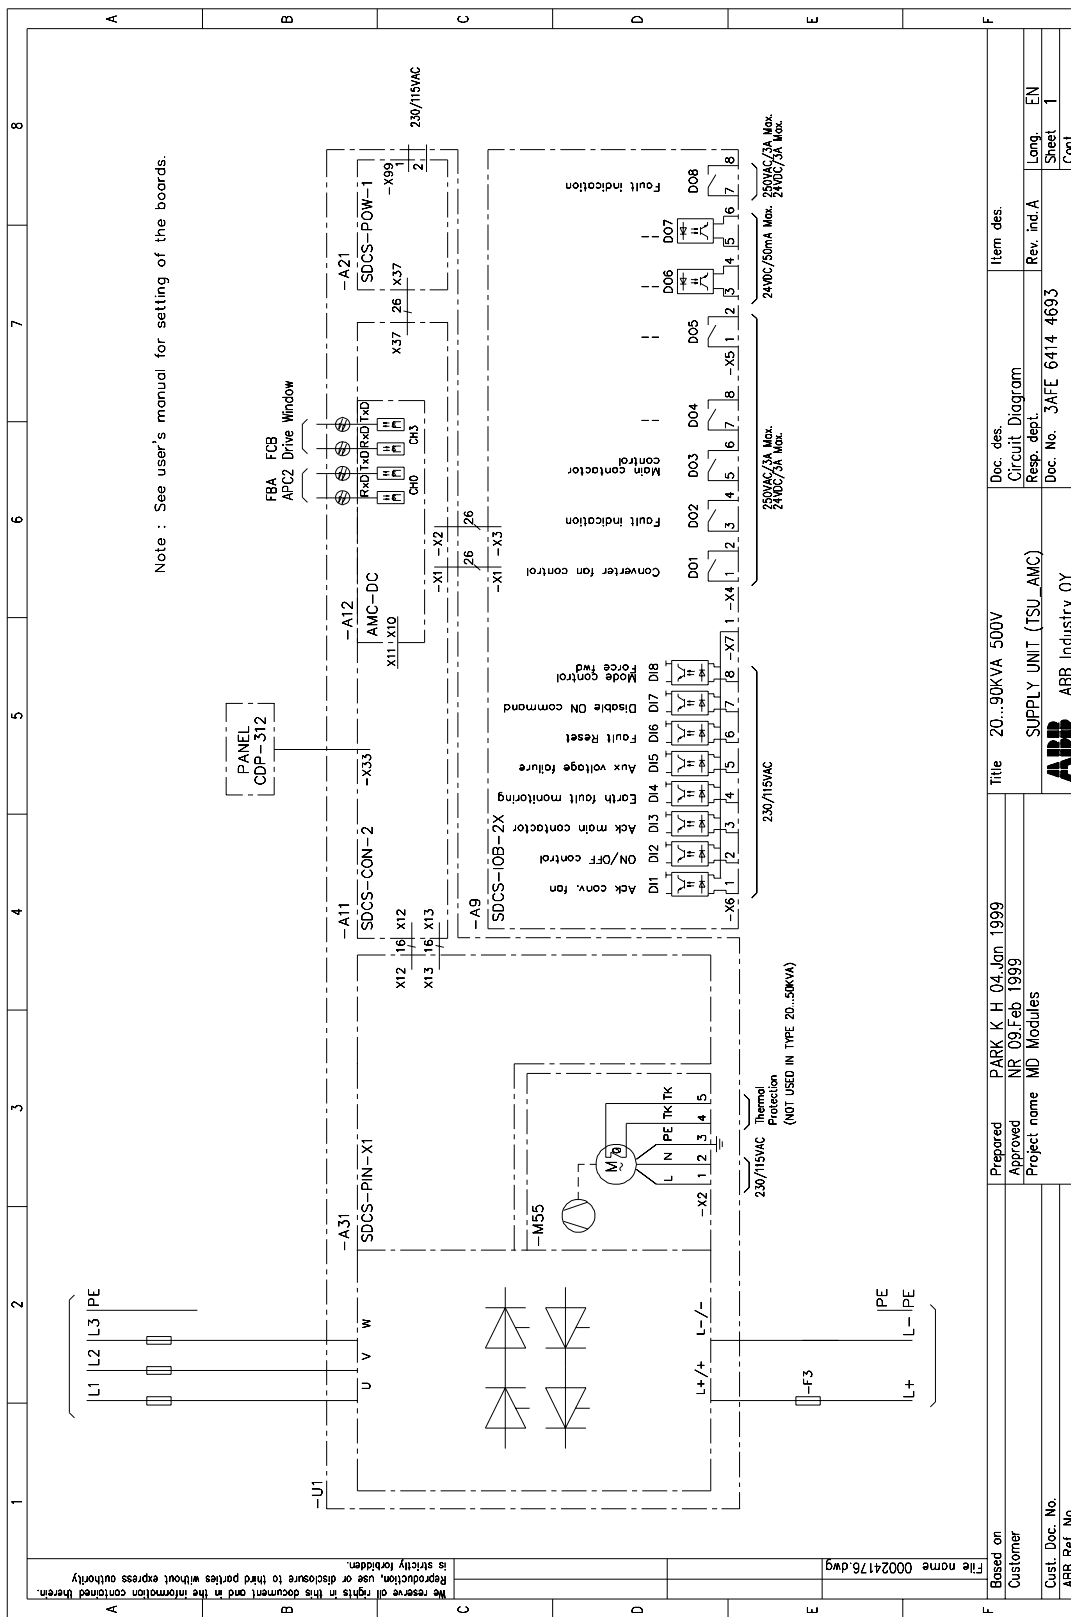 1 2 3 4 5 6 7 8
A
B
C
D
E
F
Note : See user's manual for setting of the boards.
L1 L2 L3 PE
U V W
-U1
-A31
SDCS-PIN-X1
-A11
SDCS-CON-2
PANEL
CDP-312
-X33
-A12
AMC-DC
X11 X10
FBA
APC2
FCB
Drive Window
RxD TxD RxD TxD
CH0 CH3
-A21
SDCS-POW-1
X37 26 X37
-X99
1
2
230/115VAC
X12 16 X12
X13 16 X13
-X1 26 -X1
-X2 26 -X3
-A9
SDCS-IOB-2X
-M55
M
~
L N PE TK TK
-X2 1 2 3 4 5
230/115VAC
Thermal
Protection
(NOT USED IN TYPE 20...50KVA)
L+/+ L-/-
-F3
L+ L- PE
PE
Ack conv. fan
ON/OFF control
Ack main contactor
Earth fault monitoring
Aux voltage failure
Fault Reset
Disable ON command
Mode control
Force fwd
DI1 DI2 DI3 DI4 DI5 DI6 DI7 DI8
-X6 1 2 3 4 5 6 7 8 -X7 1
230/115VAC
Converter fan control
Fault indication
Main contactor
control
--
--
--
--
Fault indication
DO1 DO2 DO3 DO4 DO5 DO6 DO7 DO8
-X4 1 2 3 4 5 6 7 8 -X5 1 2 3 4 5 6 7 8
250VAC/3A Max.
24VDC/3A Max.
24VDC/50mA Max.
250VAC/3A Max.
24VDC/3A Max.
We reserve all rights in this document and in the information contained therein.
Reproduction, use or disclosure to third parties without express authority
is strictly forbidden.
File name 00024176.dwg
Based on
Customer
Cust. Doc. No.
ABB Ref. No.
Prepared PARK K H 04.Jan 1999
Approved NR 09.Feb 1999
Project name MD Modules
Title 20...90KVA 500V
SUPPLY UNIT (TSU_AMC)
ABB ABB Industry OY
Doc. des.
Circuit Diagram
Resp. dept.
Doc. No. 3AFE 6414 4693
Item des.
Rev. ind. A
Lang. EN
Sheet 1
Cont.
A
B
C
D
E
F